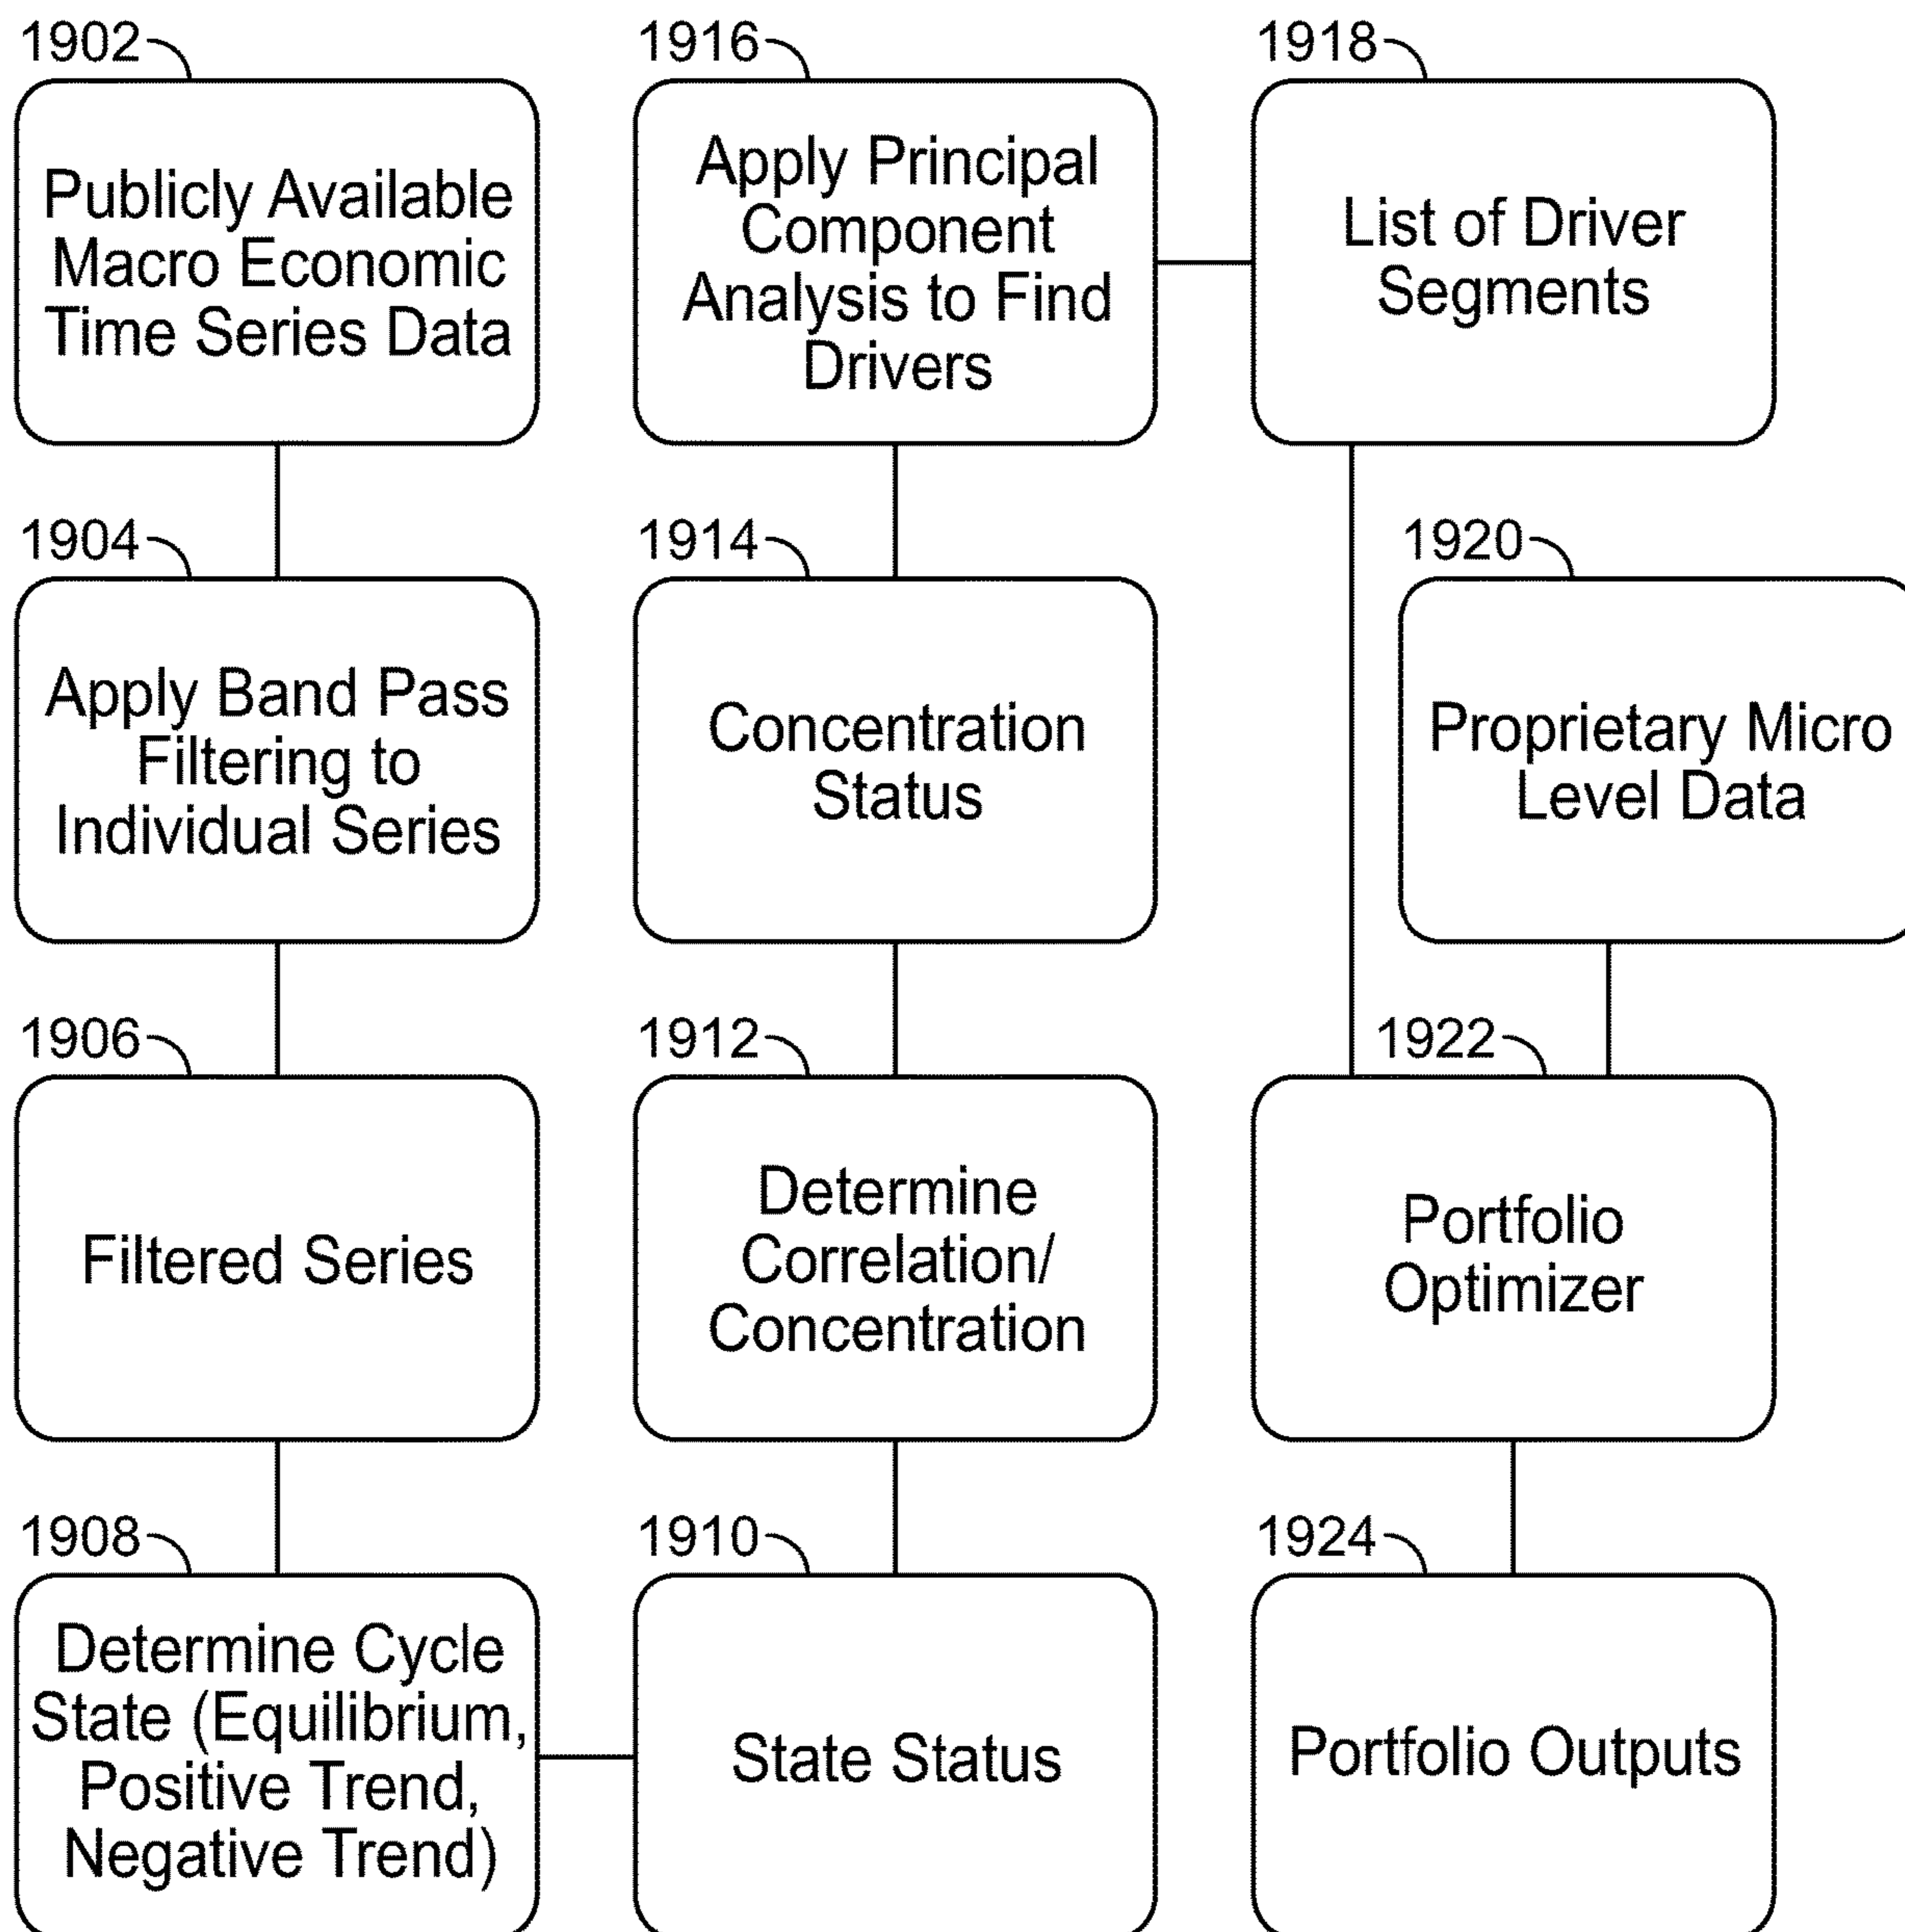 1902
Publicly Available
Macro Economic
Time Series Data
1904
Apply Band Pass
Filtering to
Individual Series
1906
Filtered Series
1908
Determine Cycle
State (Equilibrium,
Positive Trend,
Negative Trend)
1910
State Status
1912
Determine
Correlation/
Concentration
1914
Concentration
Status
1916
Apply Principal
Component
Analysis to Find
Drivers
1918
List of Driver
Segments
1920
Proprietary Micro
Level Data
1922
Portfolio
Optimizer
1924
Portfolio Outputs